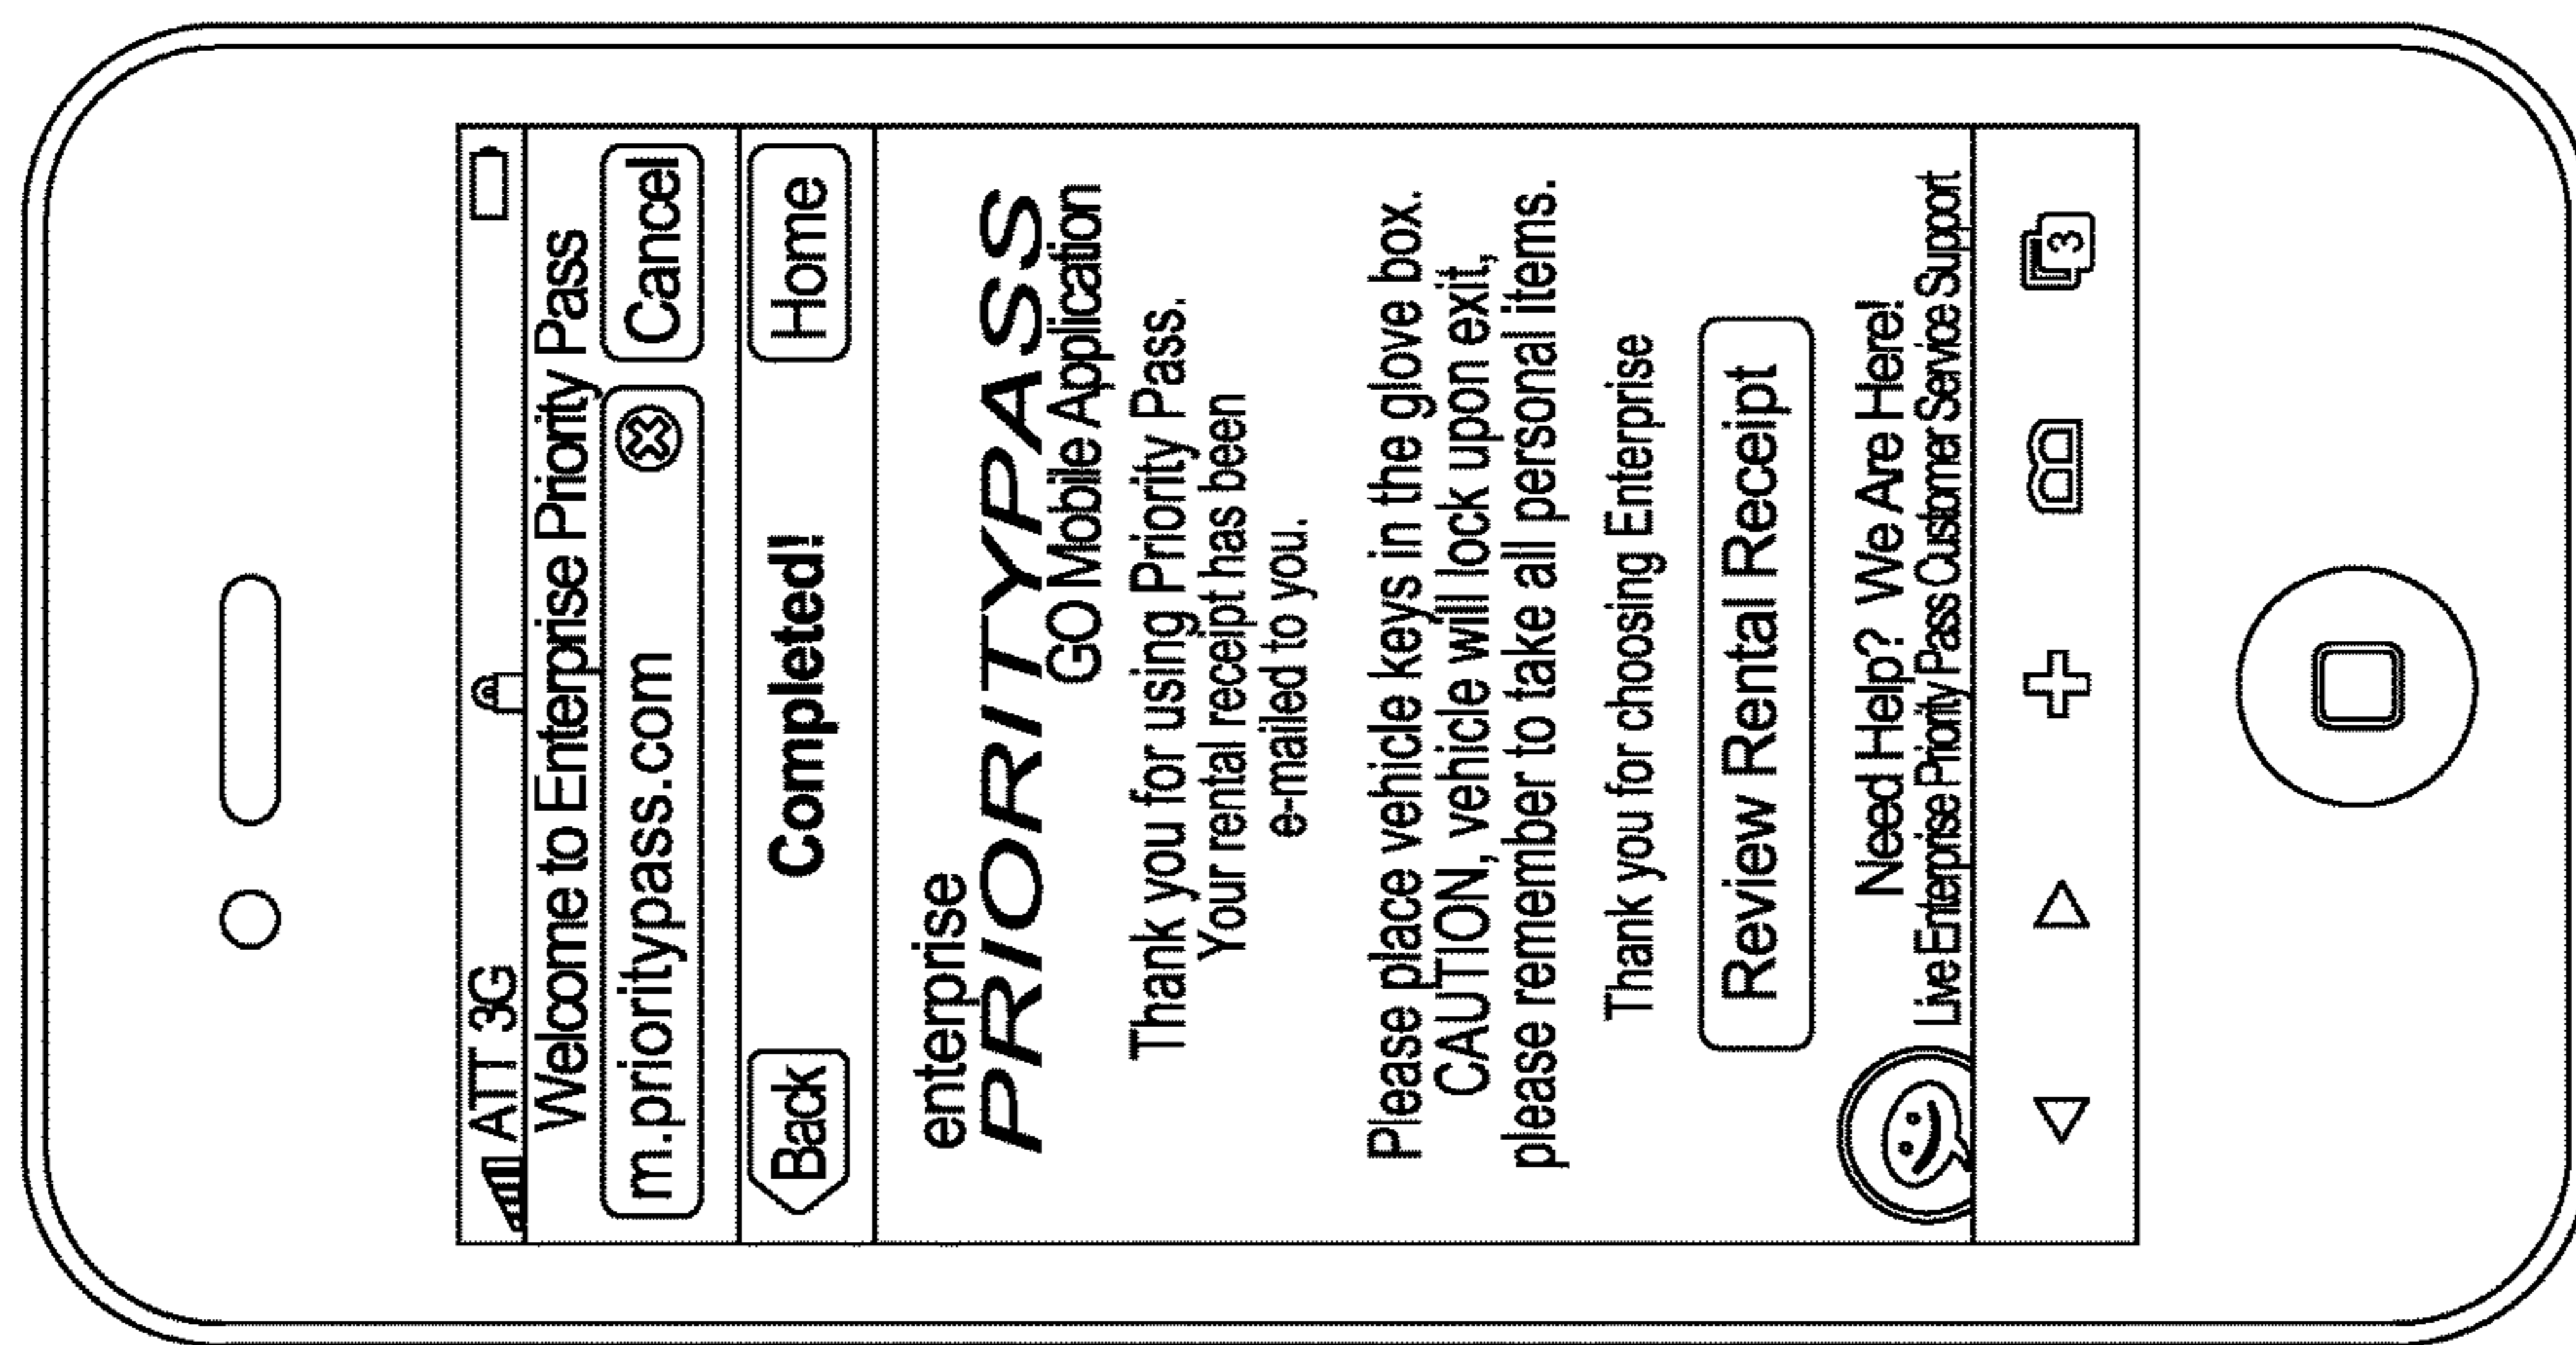 ATT 3G
Welcome to Enterprise Priority Pass
m.prioritypass.com
Cancel
Back
Completed!
Home
enterprise
PRIORITYPASS
GO Mobile Application
Thank you for using Priority Pass.
Your rental receipt has been
e-mailed to you.
Please place vehicle keys in the glove box.
CAUTION, vehicle will lock upon exit,
please remember to take all personal items.
Thank you for choosing Enterprise
Review Rental Receipt
Need Help? We Are Here!
Live Enterprise Priority Pass Customer Service Support
3